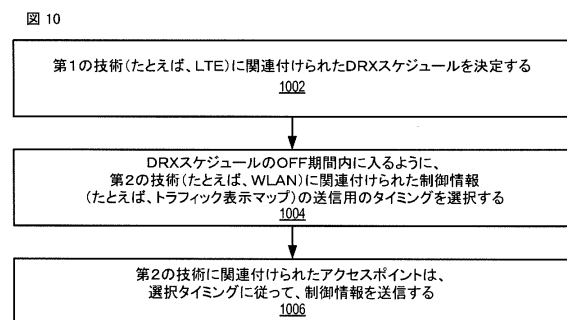 図 10
第1の技術(たとえば、LTE)に関連付けられたDRXスケジュールを決定する
1002
DRXスケジュールのOFF期間内に入るように、
第2の技術(たとえば、WLAN)に関連付けられた制御情報
(たとえば、トラフィック表示マップ)の送信用のタイミングを選択する
1004
第2の技術に関連付けられたアクセスポイントは、
選択タイミングに従って、制御情報を送信する
1006